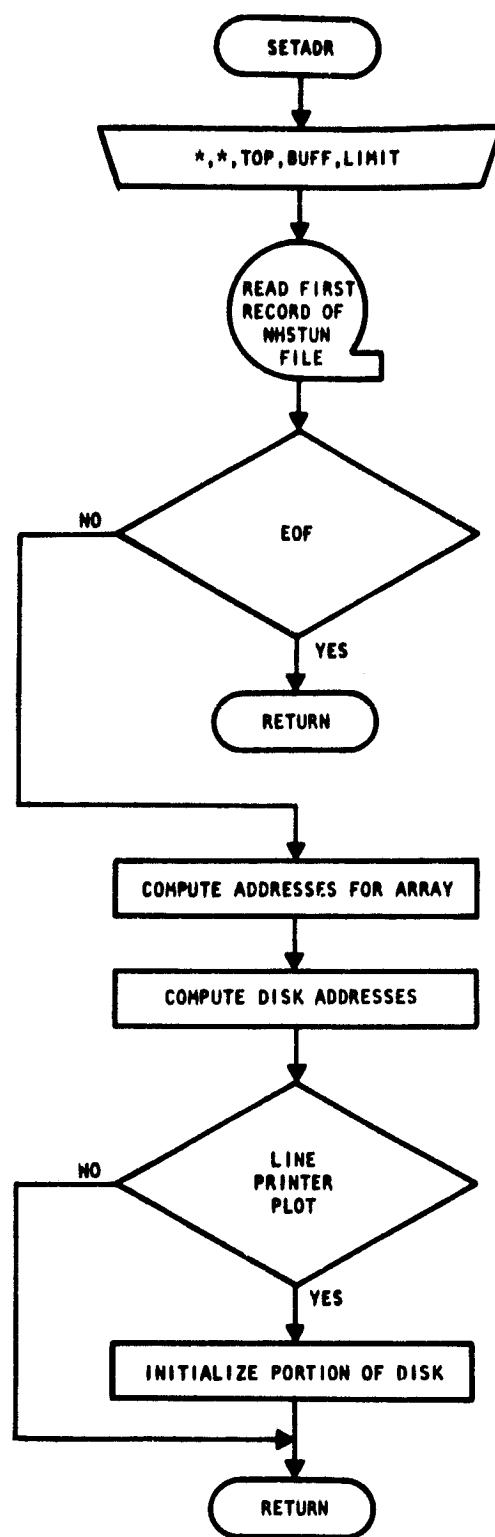 SETADR
*,*,TOP,BUFF,LIMIT
READ FIRST
RECORD OF
NHSTUN
FILE
EOF
NO
YES
RETURN
COMPUTE ADDRESSES FOR ARRAY
COMPUTE DISK ADDRESSES
LINE
PRINTER
PLOT
NO
YES
INITIALIZE PORTION OF DISK
RETURN